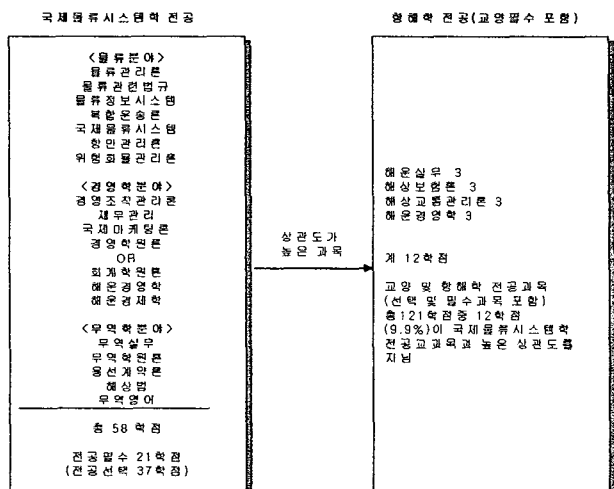 국제물류시스템학 전공
<물류분야>
물류관리론
물류관련법규
물류정보시스템
복합운송론
국제물류시스템
항만관리론
위험화물관리론
<경영학분야>
경영조직관리론
재무관리
국제마케팅론
경영학원론
OR
회계학원론
해운경영학
해운경제학
<무역학분야>
무역실무
무역학원론
용선계약론
해상법
무역영어
총 58 학점
전공필수 21학점
(전공선택 37학점)
상관도가
높은 과목
항해학 전공(교양필수 포함)
해운실무 3
해상보험론 3
해상교통관리론 3
해운경영학 3
계 12학점
교양 및 항해학 전공과목
(선택 및 필수과목 포함)
총121학점중 12학점
(9.9%)이 국제물류시스템학
전공교과목과 높은 상관도를
지님